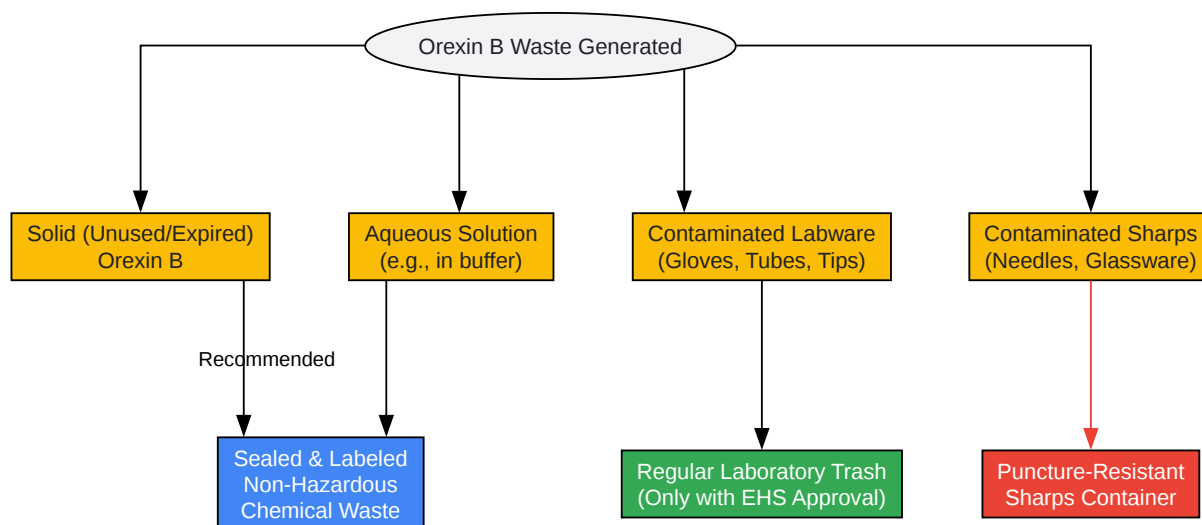 Orexin B Waste Generated
Solid (Unused/Expired)
Orexin B
Aqueous Solution
(e.g., in buffer)
Contaminated Labware
(Gloves, Tubes, Tips)
Contaminated Sharps
(Needles, Glassware)
Recommended
Sealed & Labeled
Non-Hazardous
Chemical Waste
Regular Laboratory Trash
(Only with EHS Approval)
Puncture-Resistant
Sharps Container